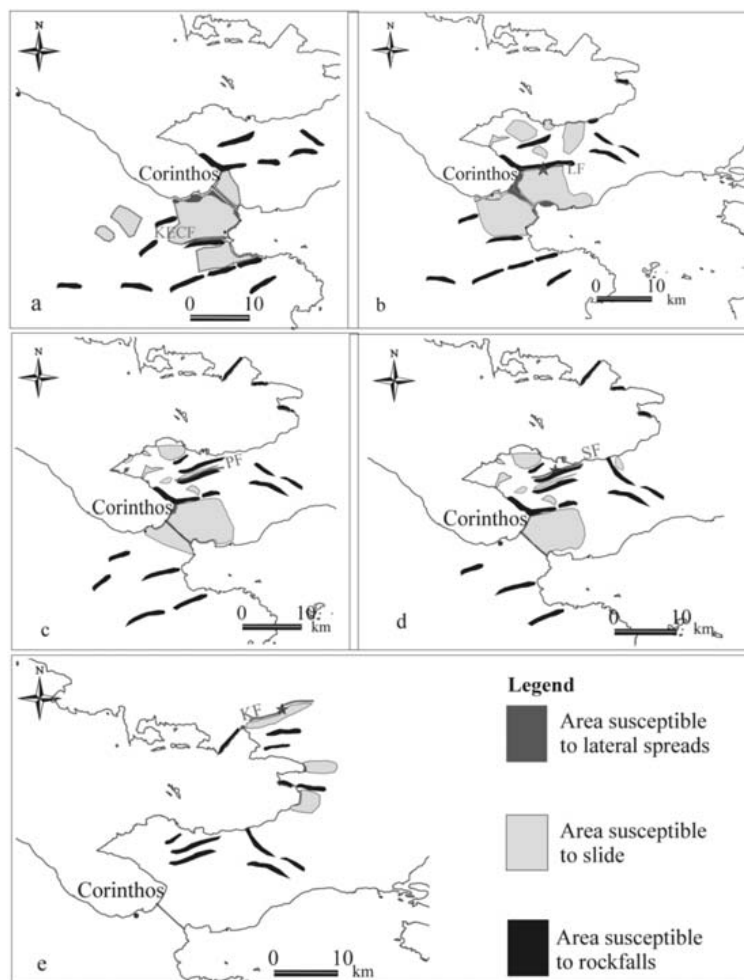 N
Corinthos
KECF
a
0 10
N
Corinthos
LF
b
0 10
km
N
PF
Corinthos
c
0 10
km
N
SF
Corinthos
d
0 10
km
N
KF
Corinthos
e
0 10
km
Legend
Area susceptible
to lateral spreads
Area susceptible
to slide
Area susceptible
to rockfalls